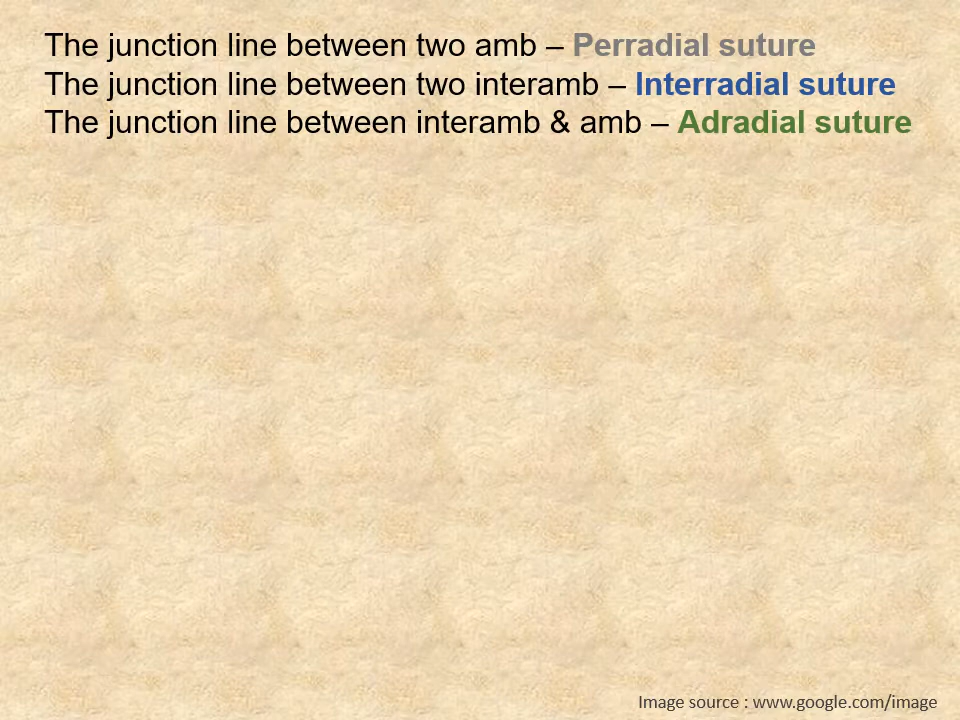 The junction line between two amb – Perradial suture
The junction line between two interamb – Interradial suture
The junction line between interamb & amb – Adradial suture
Image source : www.google.com/image